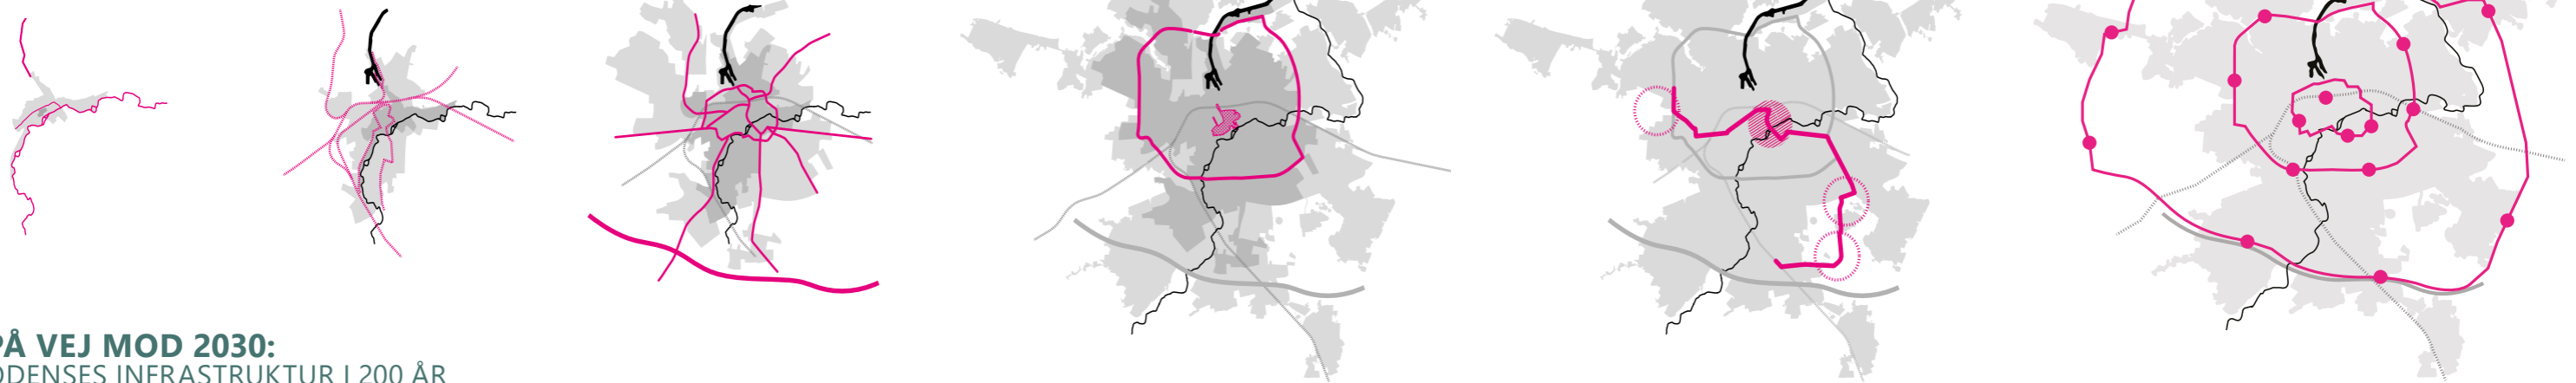 PÅ VEJ MOD 2030:
ODENSES INFRASTRUKTUR I 200 ÅR